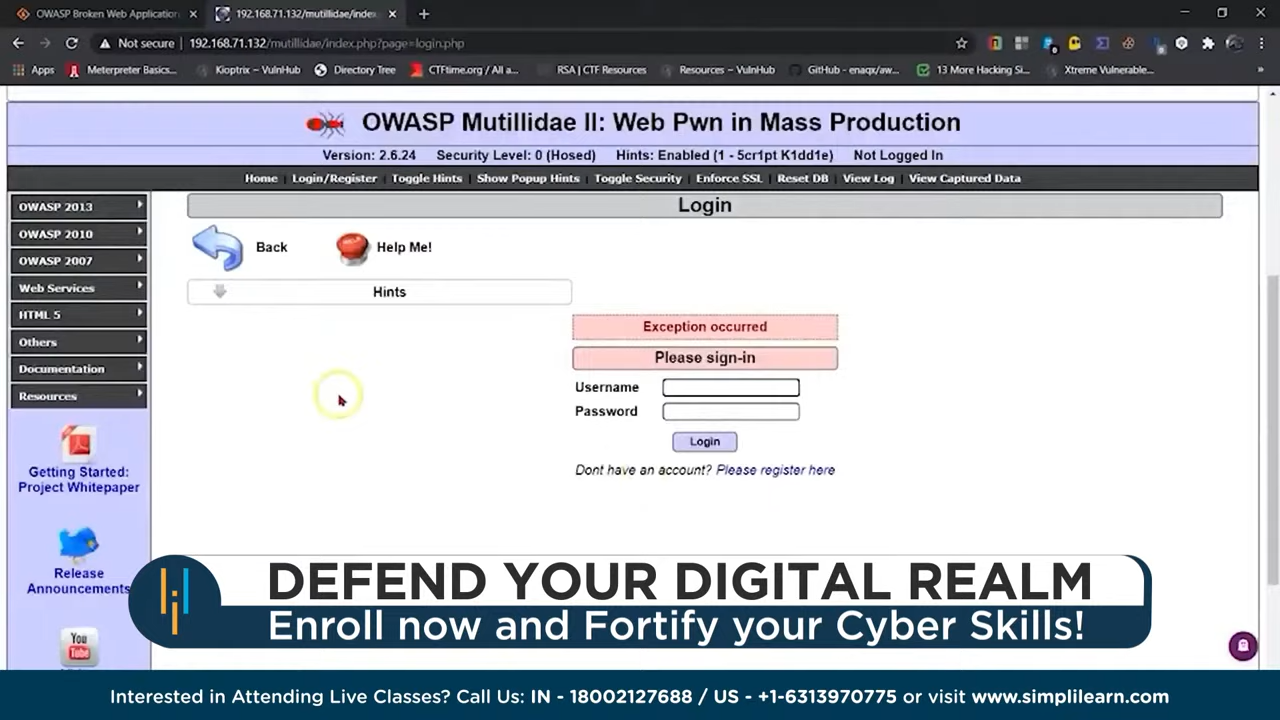 OWASP Broken Web Application
192.168.71.132/mutillidae/index
Not secure | 192.168.71.132/mutillidae/index.php?page=login.php
Apps
Meterpreter Basics...
Kioptrix – VulnHub
Directory Tree
CTFtime.org / All a...
RSA | CTF Resources
Resources – VulnHub
GitHub - enaqx/aw...
13 More Hacking Si...
Xtreme Vulnerable...
»
OWASP Mutillidae II: Web Pwn in Mass Production
Version: 2.6.24 Security Level: 0 (Hosed) Hints: Enabled (1 - 5cr1pt K1dd1e) Not Logged In
Home | Login/Register | Toggle Hints | Show Popup Hints | Toggle Security | Enforce SSL | Reset DB | View Log | View Captured Data
OWASP 2013
OWASP 2010
OWASP 2007
Web Services
HTML 5
Others
Documentation
Resources
Getting Started:
Project Whitepaper
Release
Announcements
You
Tube
Login
Back
Help Me!
Hints
Exception occurred
Please sign-in
Username
Password
Login
Dont have an account? Please register here
DEFEND YOUR DIGITAL REALM
Enroll now and Fortify your Cyber Skills!
Interested in Attending Live Classes? Call Us: IN - 18002127688 / US - +1-6313970775 or visit www.simplilearn.com